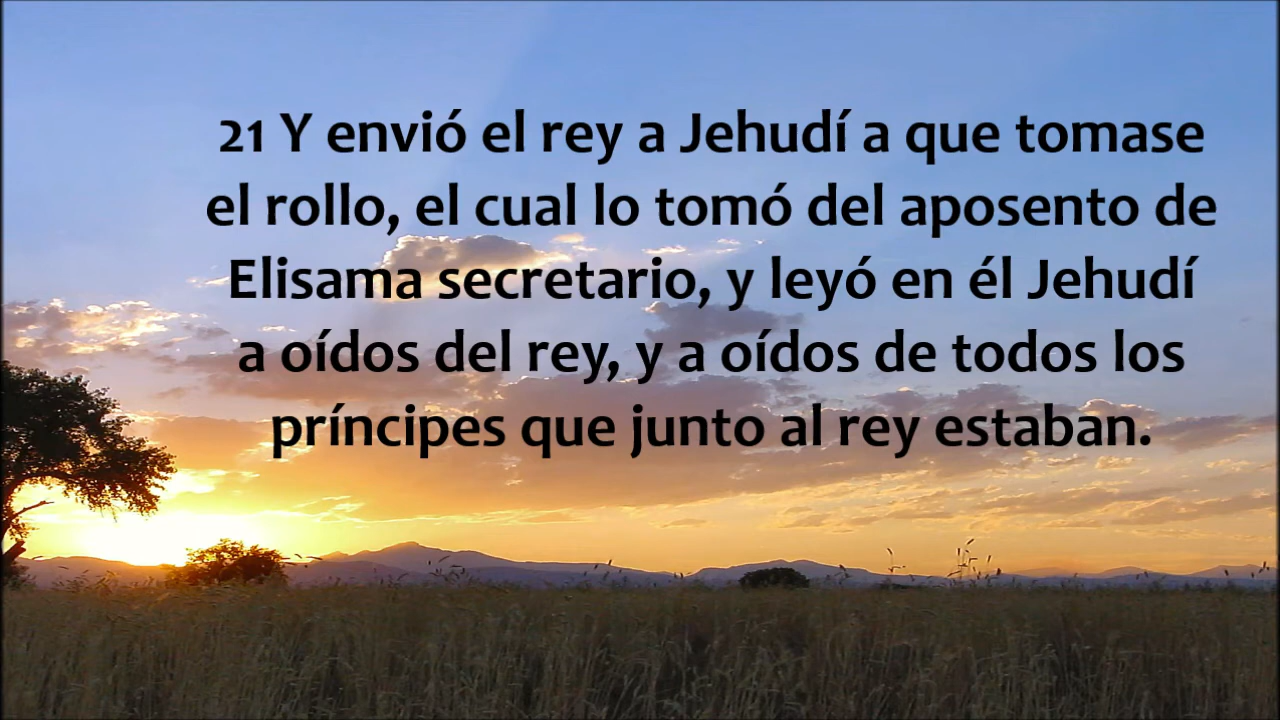 21 Y envió el rey a Jehudí a que tomase
el rollo, el cual lo tomó del aposento de
Elisama secretario, y leyó en él Jehudí
a oídos del rey, y a oídos de todos los
príncipes que junto al rey estaban.